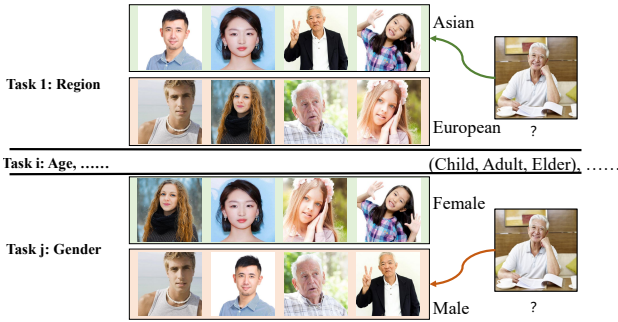 Asian
Task 1: Region
European
?
Task i: Age, ......
(Child, Adult, Elder), ......
Female
Task j: Gender
Male
?